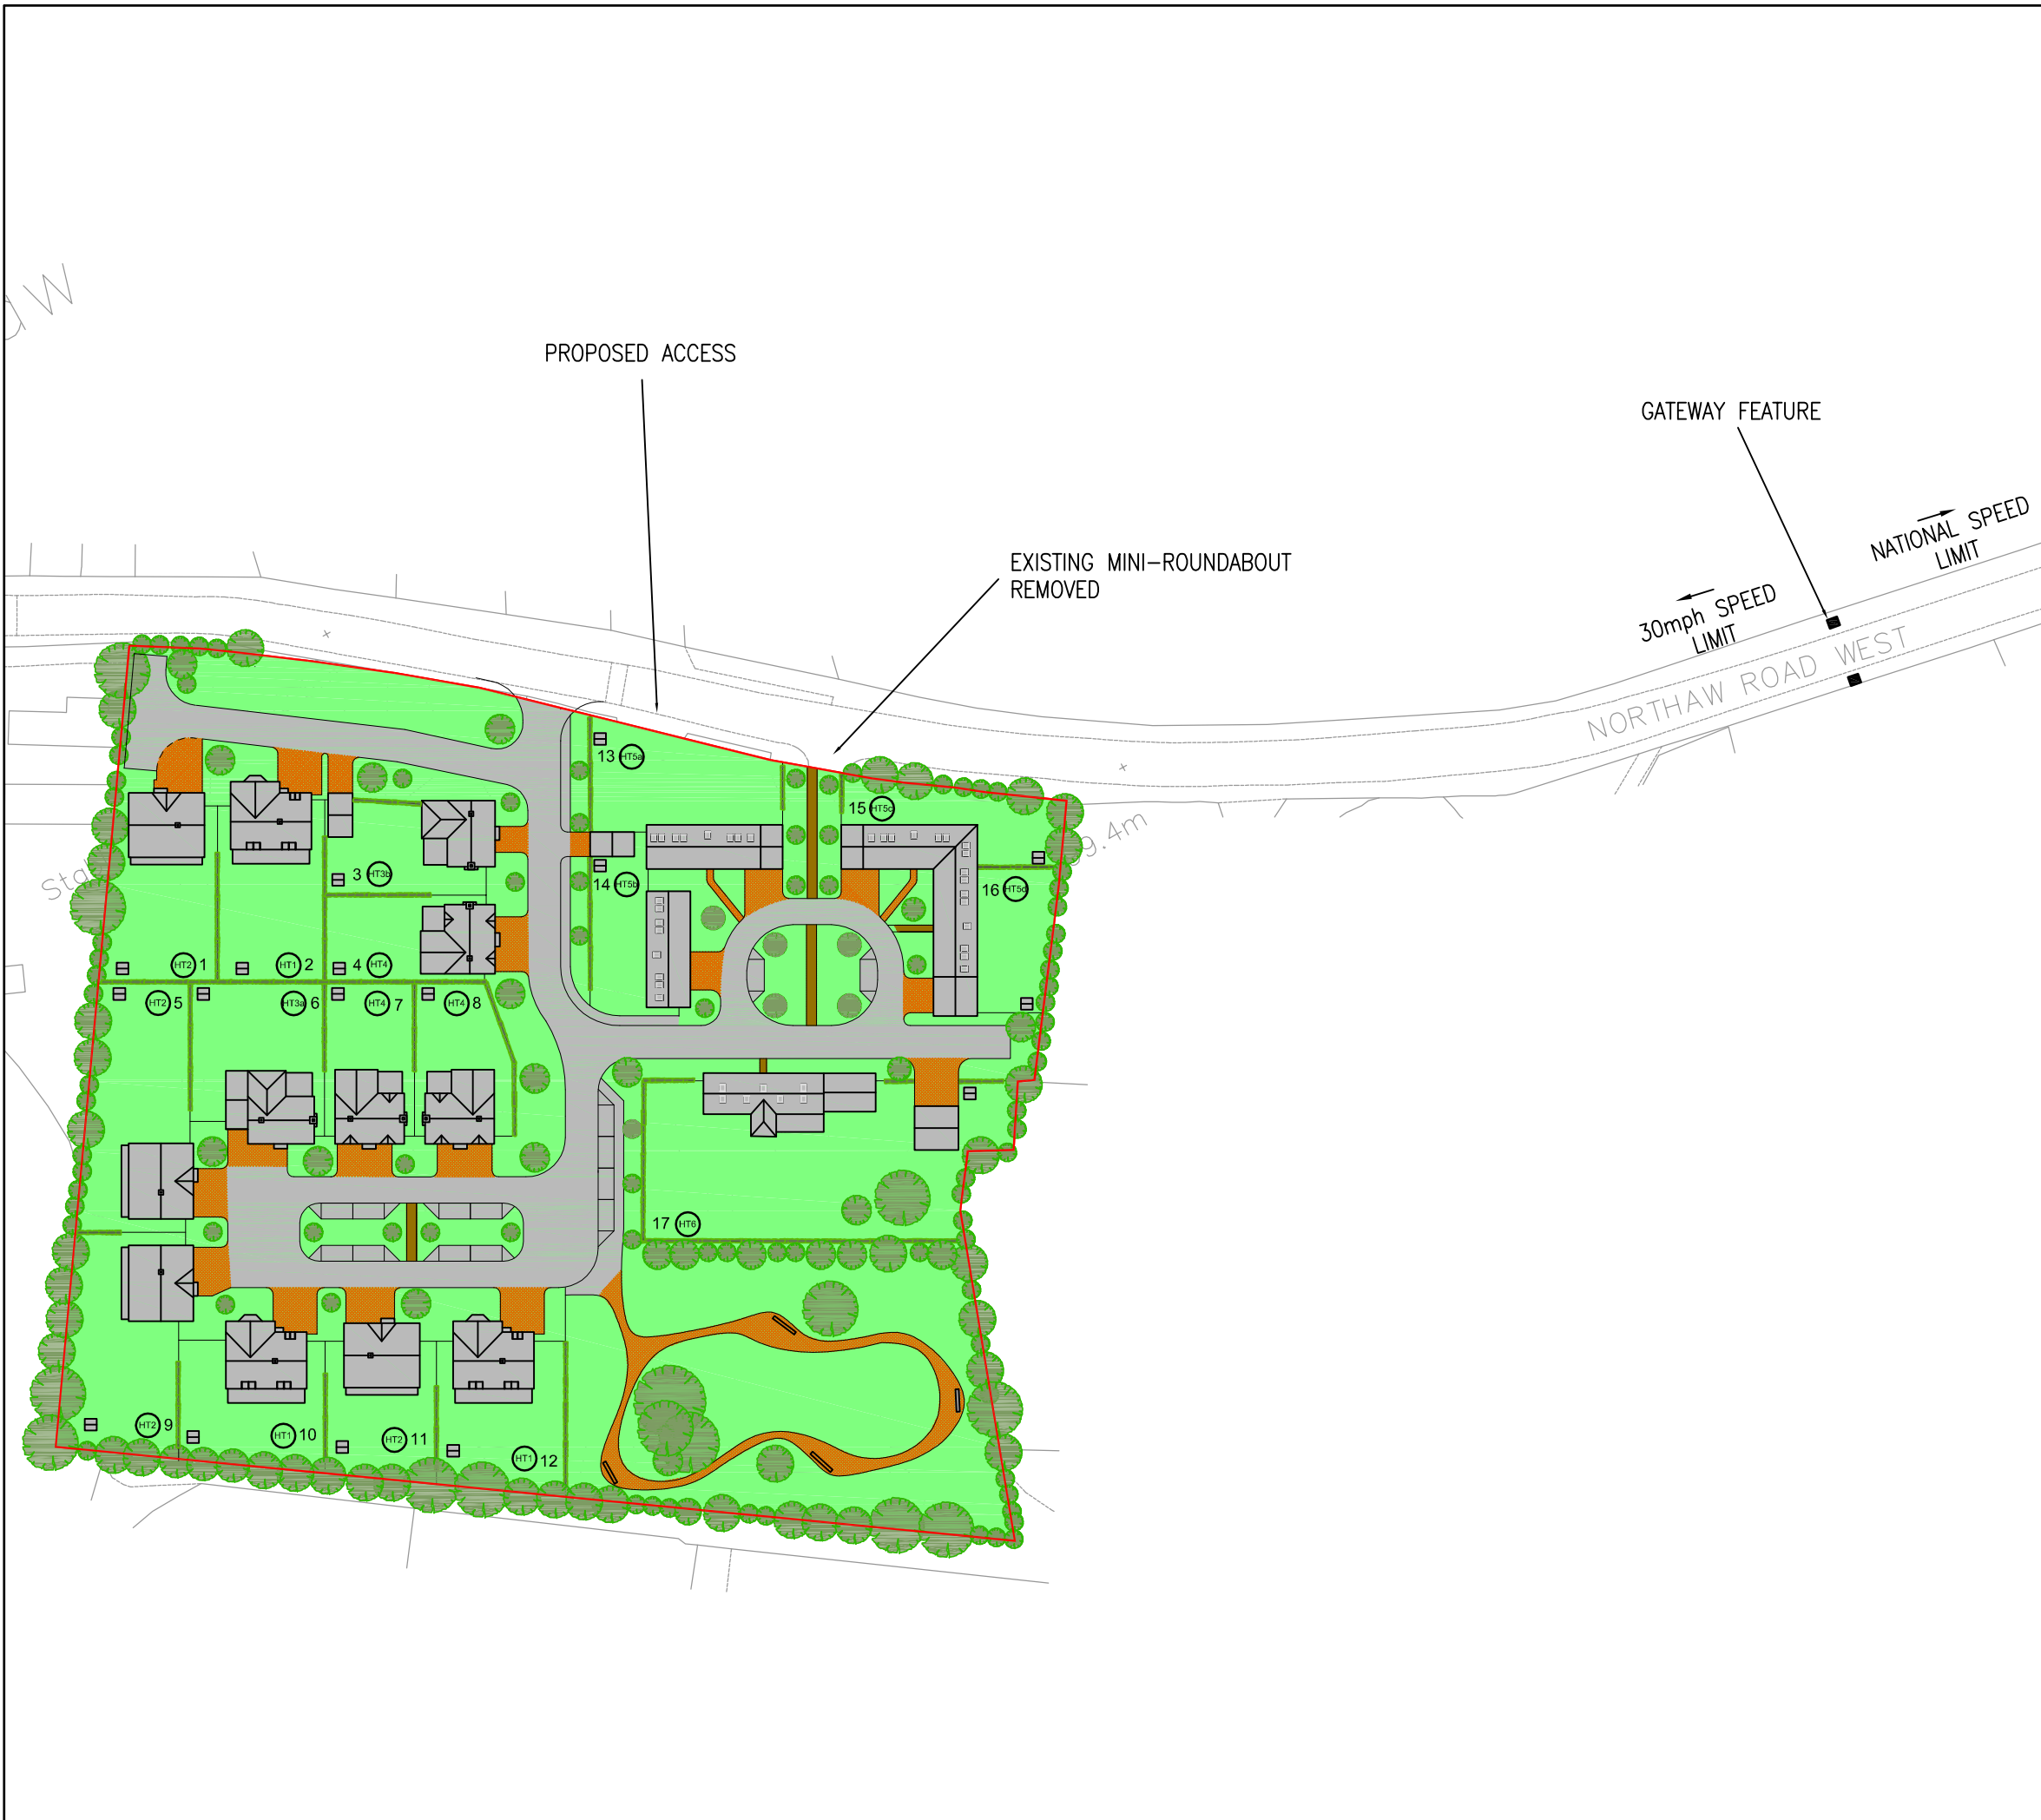 PROPOSED ACCESS
GATEWAY FEATURE
NATIONAL SPEED
LIMIT
EXISTING MINI-ROUNDABOUT
REMOVED
30mph SPEED
LIMIT
NORTHAW ROAD WEST
13 HT5a
15 HT5c
3 HT3b
14 HT5b
16 HT5d
HT2 1
HT1 2
4 HT4
HT2 5
HT3a 6
HT4 7
HT4 8
17 HT6
HT2 9
HT1 10
HT2 11
HT1 12